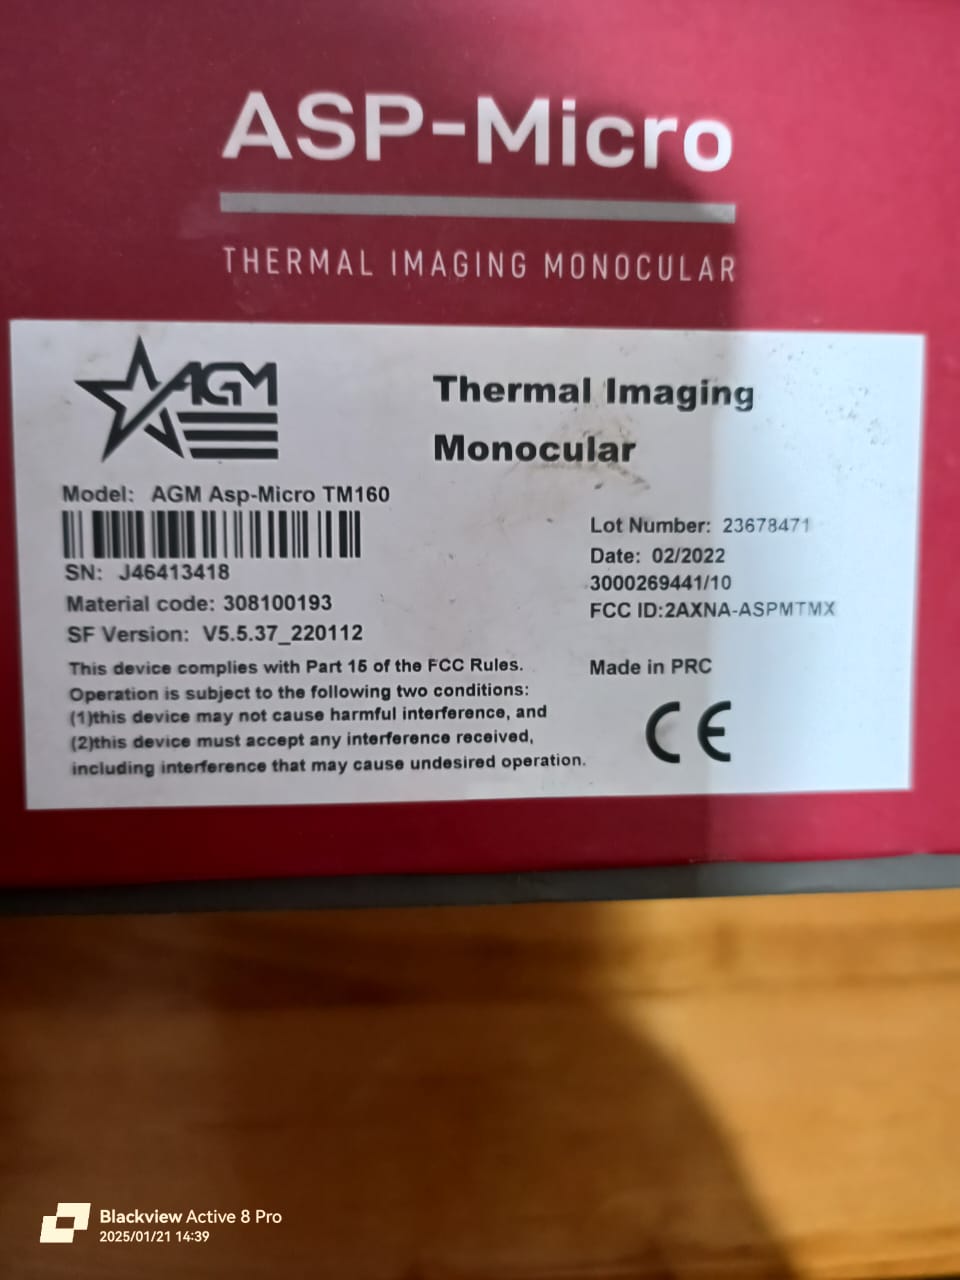 ASP-Micro
THERMAL IMAGING MONOCULAR
AGM
Thermal Imaging
Monocular
Model: AGM Asp-Micro TM160
SN: J46413418
Material code: 308100193
SF Version: V5.5.37_220112
Lot Number: 23678471
Date: 02/2022
3000269441/10
FCC ID:2AXNA-ASPMTMX
This device complies with Part 15 of the FCC Rules.
Operation is subject to the following two conditions:
(1)this device may not cause harmful interference, and
(2)this device must accept any interference received,
including interference that may cause undesired operation.
Made in PRC
CE
Blackview Active 8 Pro
2025/01/21 14:39